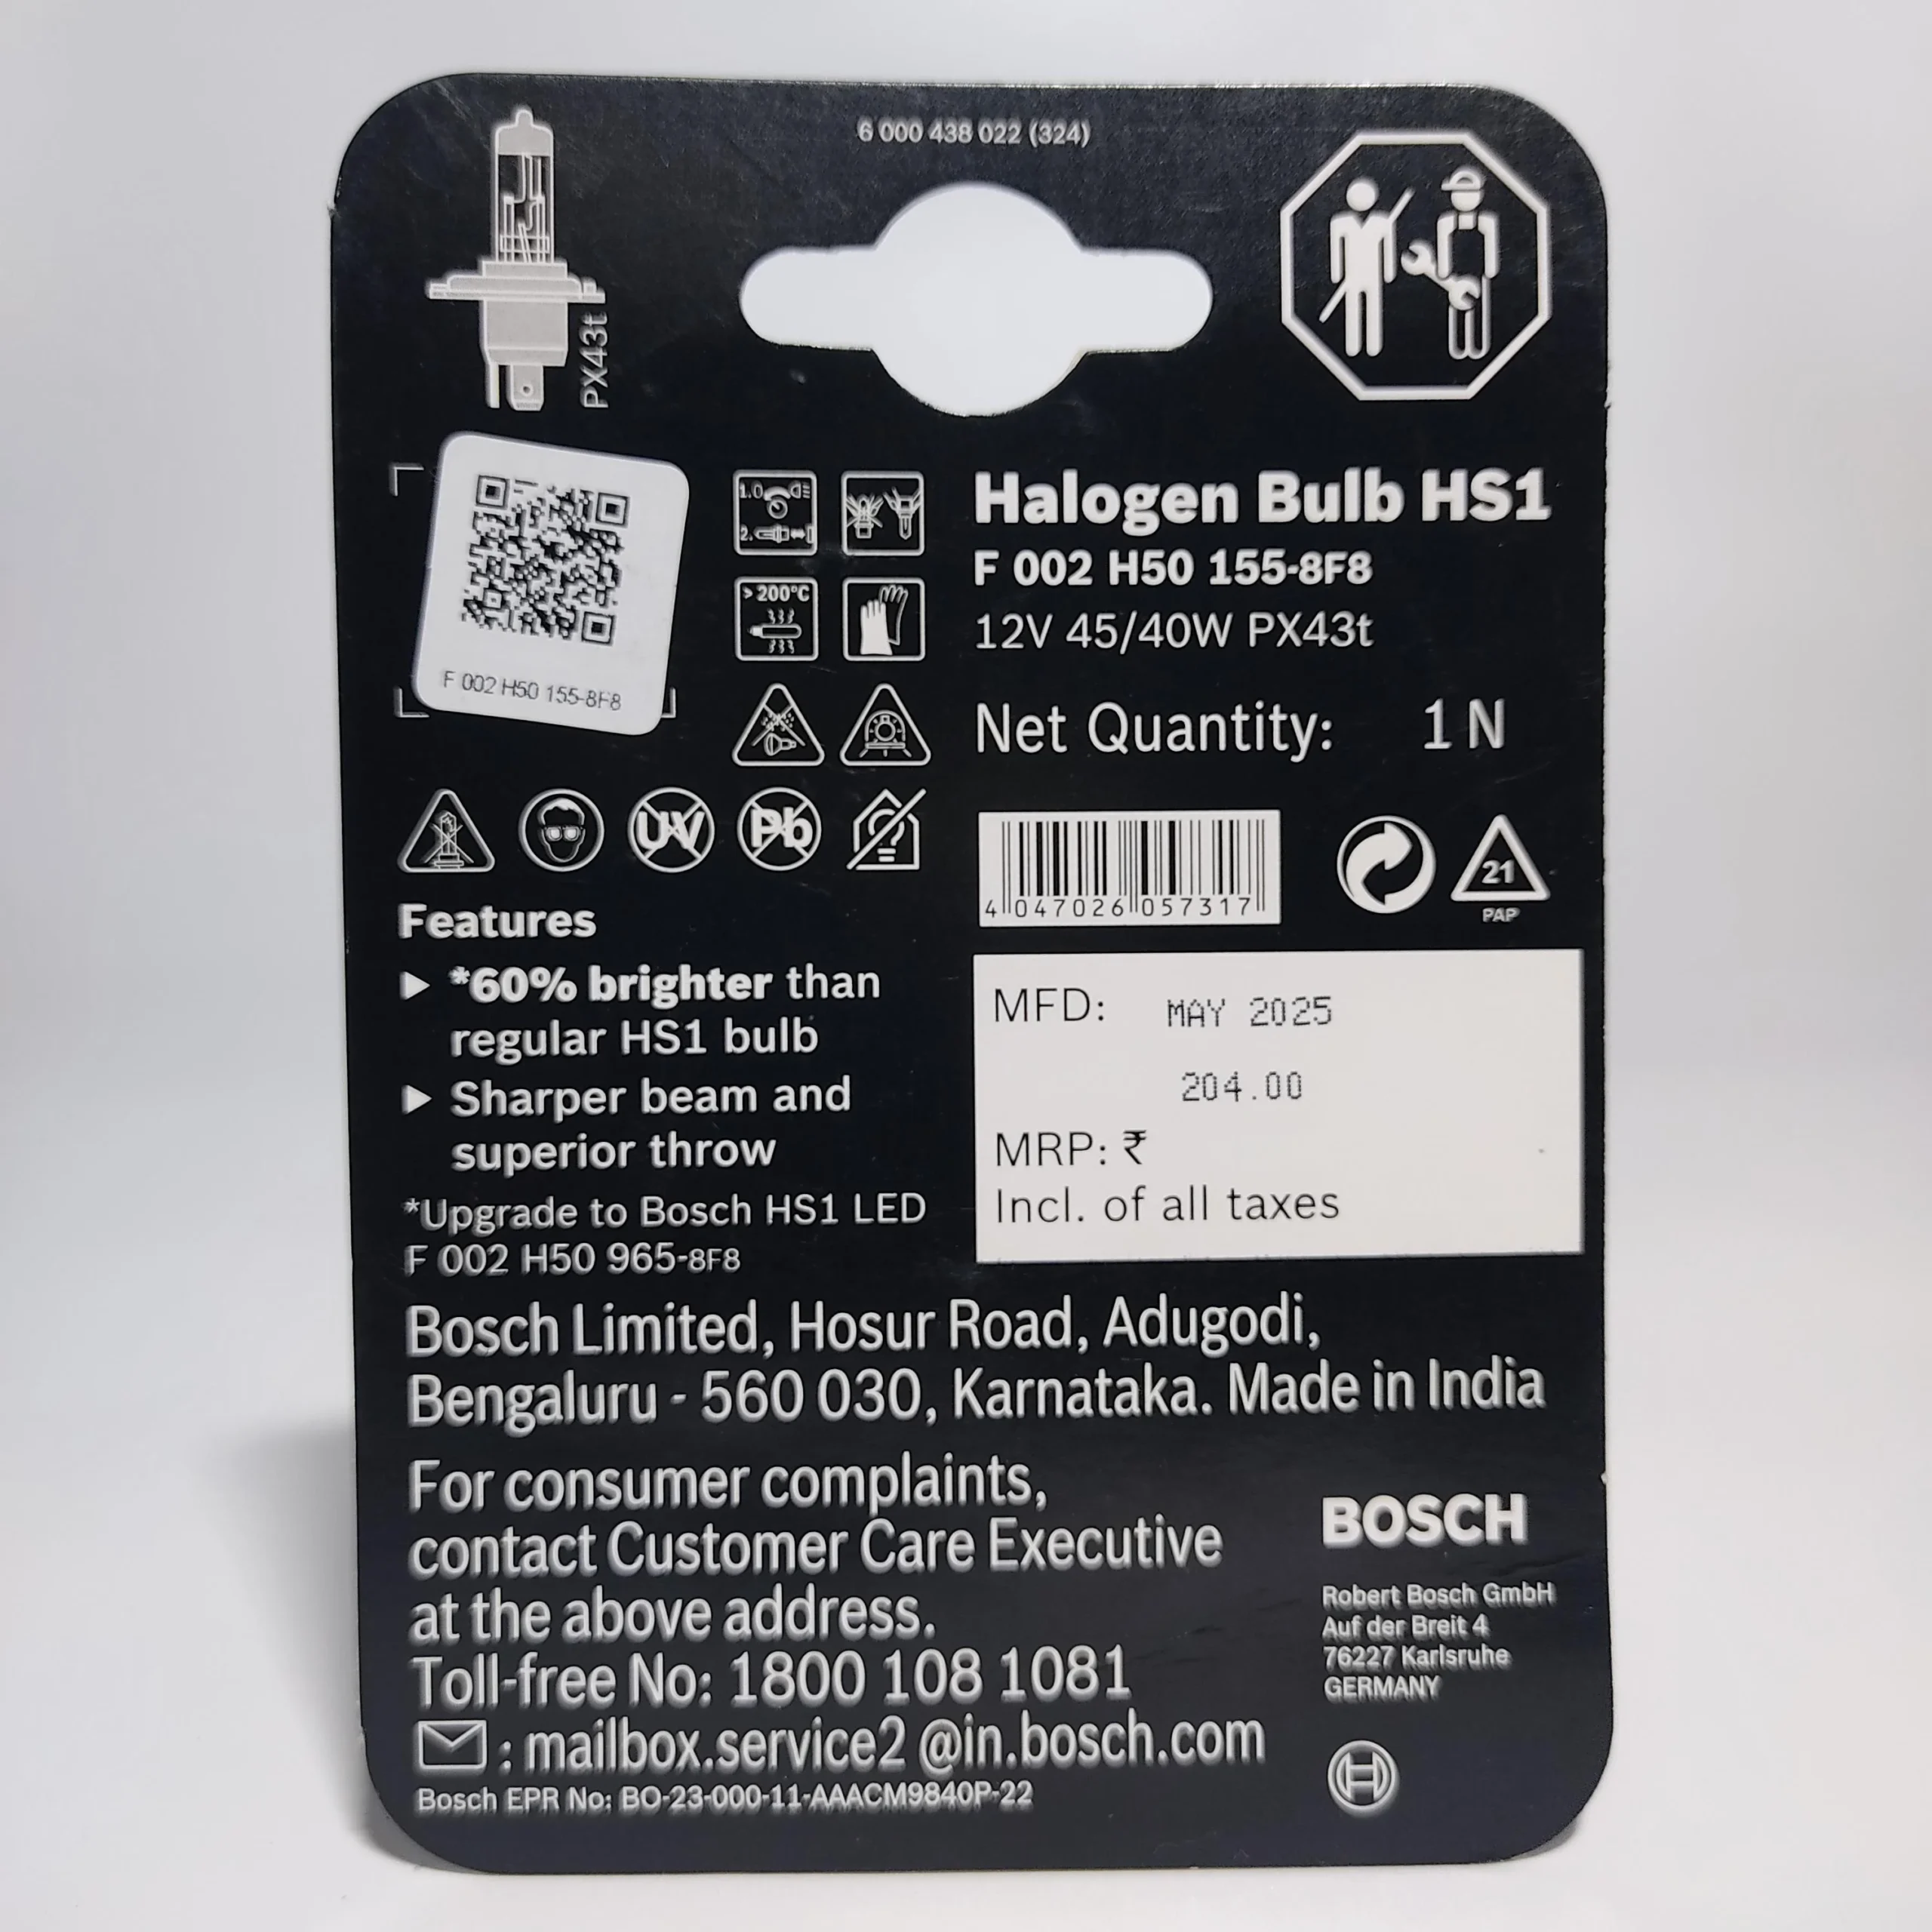 6 000 438 022 (324)
PX43t
F 002 H50 155-8F8
1.
2.
> 200°C
Halogen Bulb HS1
F 002 H50 155-8F8
12V 45/40W PX43t
Net Quantity: 1 N
UV
Pb
4 047026 057317
21
PAP
Features
*60% brighter than
regular HS1 bulb
Sharper beam and
superior throw
*Upgrade to Bosch HS1 LED
F 002 H50 965-8F8
MFD: MAY 2025
204.00
MRP: ₹
Incl. of all taxes
Bosch Limited, Hosur Road, Adugodi,
Bengaluru - 560 030, Karnataka. Made in India
For consumer complaints,
contact Customer Care Executive
at the above address.
Toll-free No: 1800 108 1081
: mailbox.service2 @in.bosch.com
Bosch EPR No: BO-23-000-11-AAACM9840P-22
BOSCH
Robert Bosch GmbH
Auf der Breit 4
76227 Karlsruhe
GERMANY